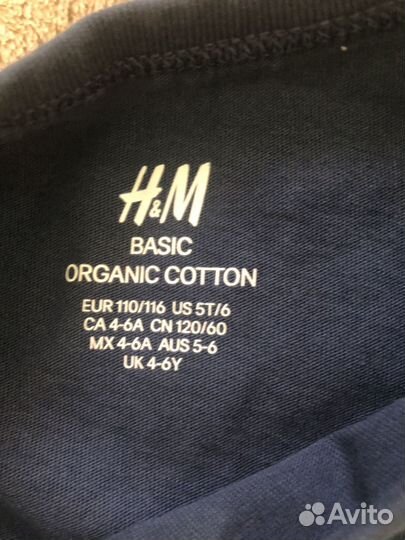 H&M
BASIC
ORGANIC COTTON
EUR 110/116 US 5T/6
CA 4-6A CN 120/60
MX 4-6A AUS 5-6
UK 4-6Y
Avito